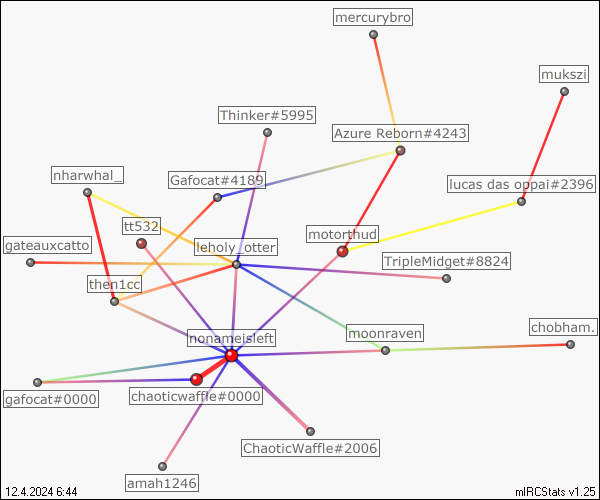 mercurybro
mukszi
Thinker#5995
Azure Reborn#4243
nharwhal_
Gafocat#4189
lucas das oppai#2396
tt532
motorthud
gateauxcatto
leholy_otter
TripleMidget#8824
then1cc
nonameisleft
moonraven
chobham.
gafocat#0000
chaoticwaffle#0000
ChaoticWaffle#2006
amah1246
12.4.2024 6:44
mIRCStats v1.25